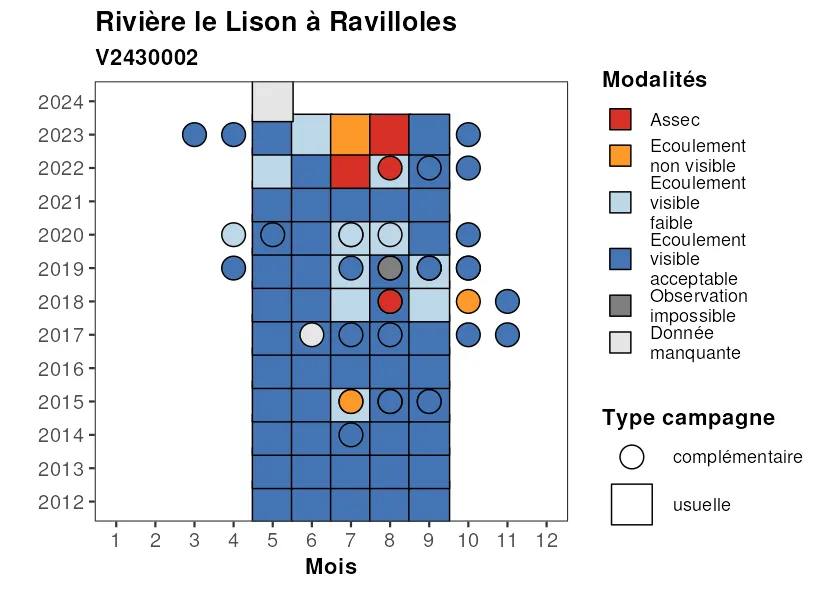 Rivière le Lison à Ravilloles
V2430002
2024
2023
2022
2021
2020
2019
2018
2017
2016
2015
2014
2013
2012
1 2 3 4 5 6 7 8 9 10 11 12
Mois
Modalités
Assec
Ecoulement
non visible
Ecoulement
visible
faible
Ecoulement
visible
acceptable
Observation
impossible
Donnée
manquante
Type campagne
complémentaire
usuelle